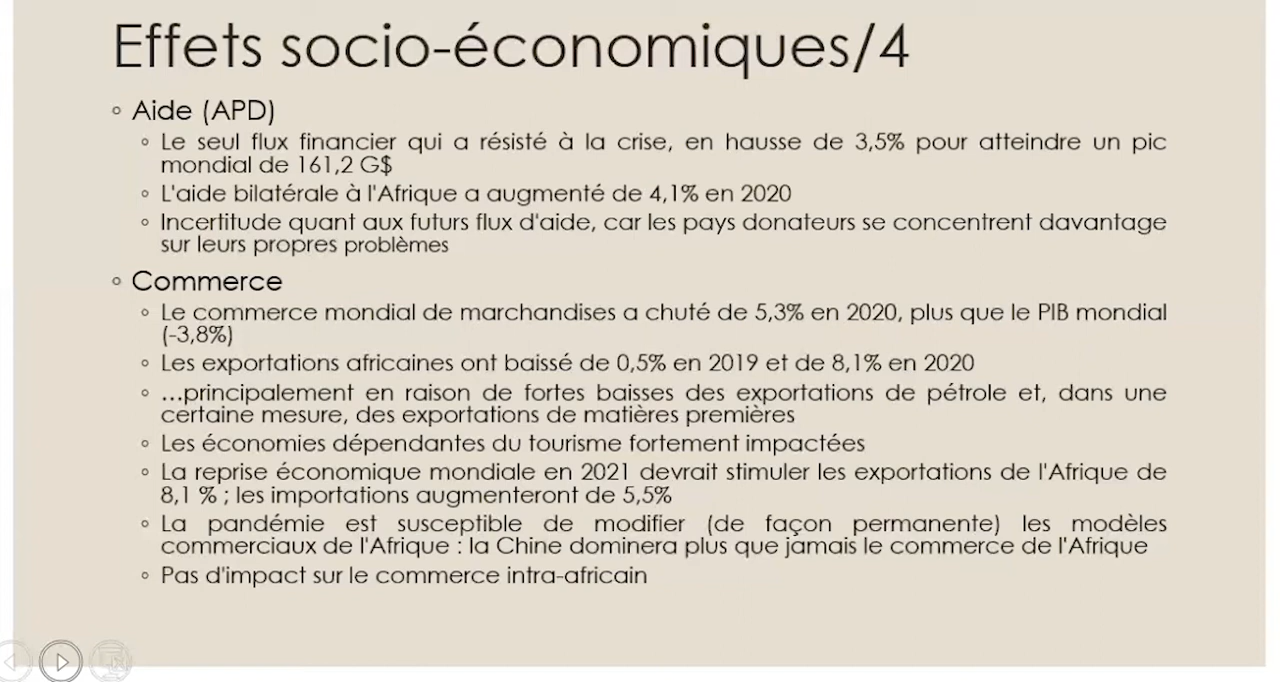 Effets socio-économiques/4
◦ Aide (APD)
◦ Le seul flux financier qui a résisté à la crise, en hausse de 3,5% pour atteindre un pic
mondial de 161,2 G$
◦ L'aide bilatérale à l'Afrique a augmenté de 4,1% en 2020
◦ Incertitude quant aux futurs flux d'aide, car les pays donateurs se concentrent davantage
sur leurs propres problèmes
◦ Commerce
◦ Le commerce mondial de marchandises a chuté de 5,3% en 2020, plus que le PIB mondial
(-3,8%)
◦ Les exportations africaines ont baissé de 0,5% en 2019 et de 8,1% en 2020
◦ …principalement en raison de fortes baisses des exportations de pétrole et, dans une
certaine mesure, des exportations de matières premières
◦ Les économies dépendantes du tourisme fortement impactées
◦ La reprise économique mondiale en 2021 devrait stimuler les exportations de l'Afrique de
8,1 % ; les importations augmenteront de 5,5%
◦ La pandémie est susceptible de modifier (de façon permanente) les modèles
commerciaux de l'Afrique : la Chine dominera plus que jamais le commerce de l'Afrique
◦ Pas d'impact sur le commerce intra-africain